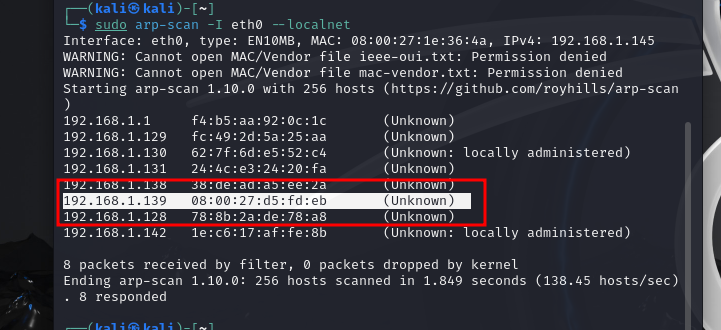 ┌──(kali㉿kali)-[~]
└─$ sudo arp-scan -I eth0 --localnet
Interface: eth0, type: EN10MB, MAC: 08:00:27:1e:36:4a, IPv4: 192.168.1.145
WARNING: Cannot open MAC/Vendor file ieee-oui.txt: Permission denied
WARNING: Cannot open MAC/Vendor file mac-vendor.txt: Permission denied
Starting arp-scan 1.10.0 with 256 hosts (https://github.com/royhills/arp-scan
)
192.168.1.1     f4:b5:aa:92:0c:1c       (Unknown)
192.168.1.129   fc:49:2d:5a:25:aa       (Unknown)
192.168.1.130   62:7f:6d:e5:52:c4       (Unknown: locally administered)
192.168.1.131   24:4c:e3:24:20:fa       (Unknown)
192.168.1.138   38:de:ad:a5:ee:2a       (Unknown)
192.168.1.139   08:00:27:d5:fd:eb       (Unknown)
192.168.1.128   78:8b:2a:de:78:a8       (Unknown)
192.168.1.142   1e:c6:17:af:fe:8b       (Unknown: locally administered)

8 packets received by filter, 0 packets dropped by kernel
Ending arp-scan 1.10.0: 256 hosts scanned in 1.849 seconds (138.45 hosts/sec)
. 8 responded

┌──(kali㉿kali)-[~]